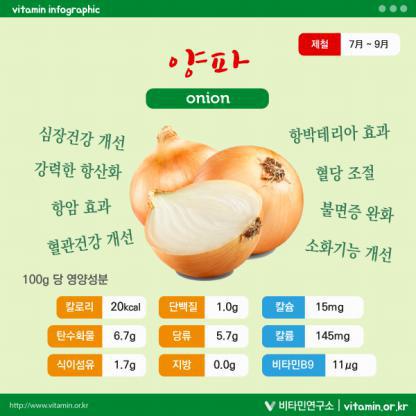 vitamin infographic
제철 7月 ~ 9月
양파
onion
심장건강 개선
강력한 항산화
항암 효과
혈관건강 개선
항박테리아 효과
혈당 조절
불면증 완화
소화기능 개선
100g 당 영양성분
칼로리 20kcal 단백질 1.0g 칼슘 15mg
탄수화물 6.7g 당류 5.7g 칼륨 145mg
식이섬유 1.7g 지방 0.0g 비타민B9 11μg
http://www.vitamin.or.kr 비타민연구소 | vitamin.or.kr